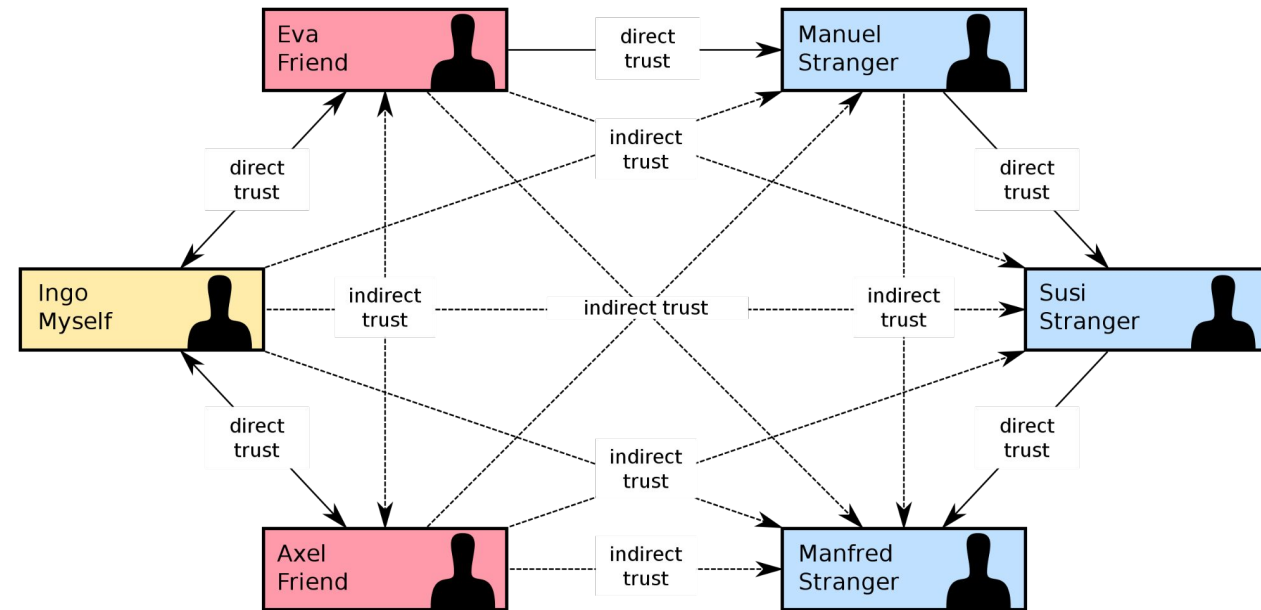 Eva
Friend
direct
trust
Manuel
Stranger
indirect
trust
direct
trust
direct
trust
Ingo
Myself
indirect
trust
indirect trust
indirect
trust
Susi
Stranger
direct
trust
indirect
trust
direct
trust
Axel
Friend
indirect
trust
Manfred
Stranger